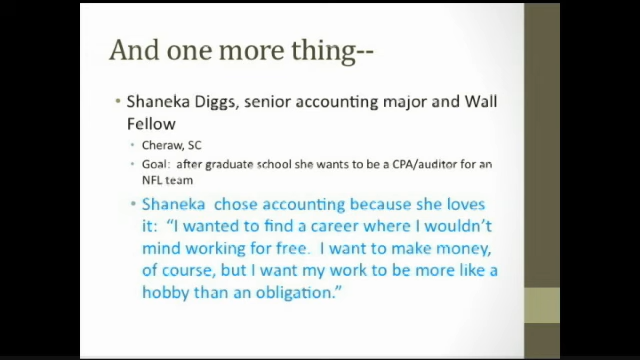 And one more thing--
• Shaneka Diggs, senior accounting major and Wall
Fellow
• Cheraw, SC
• Goal:  after graduate school she wants to be a CPA/auditor for an
NFL team
• Shaneka  chose accounting because she loves
it:  “I wanted to find a career where I wouldn’t
mind working for free.  I want to make money,
of course, but I want my work to be more like a
hobby than an obligation.”